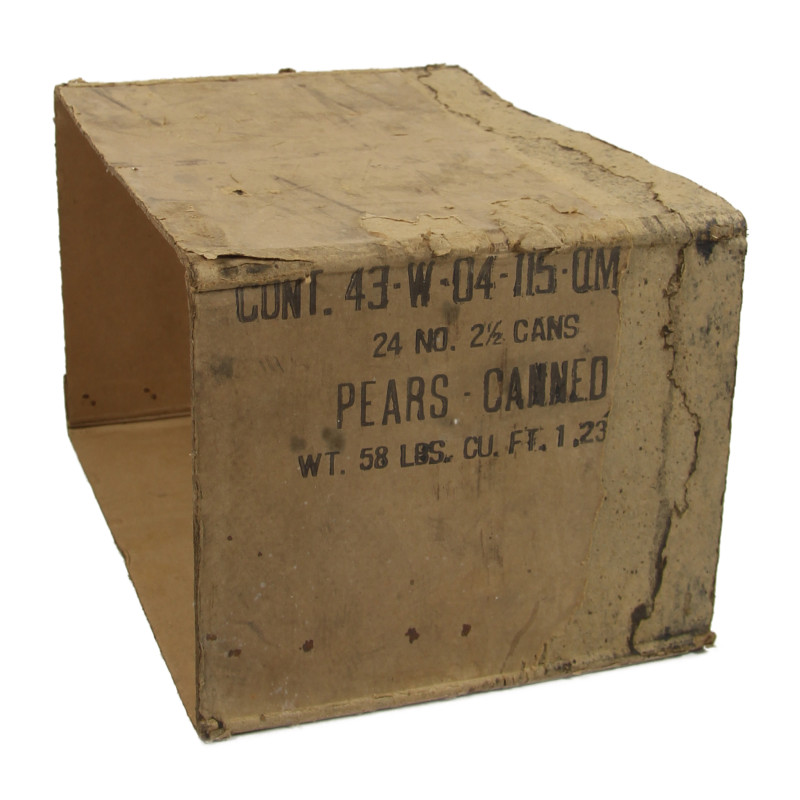 CONT. 43-W-04-115-QM
24 NO. 2½ CANS
PEARS - CANNED
WT. 58 LBS. CU. FT. 1.23